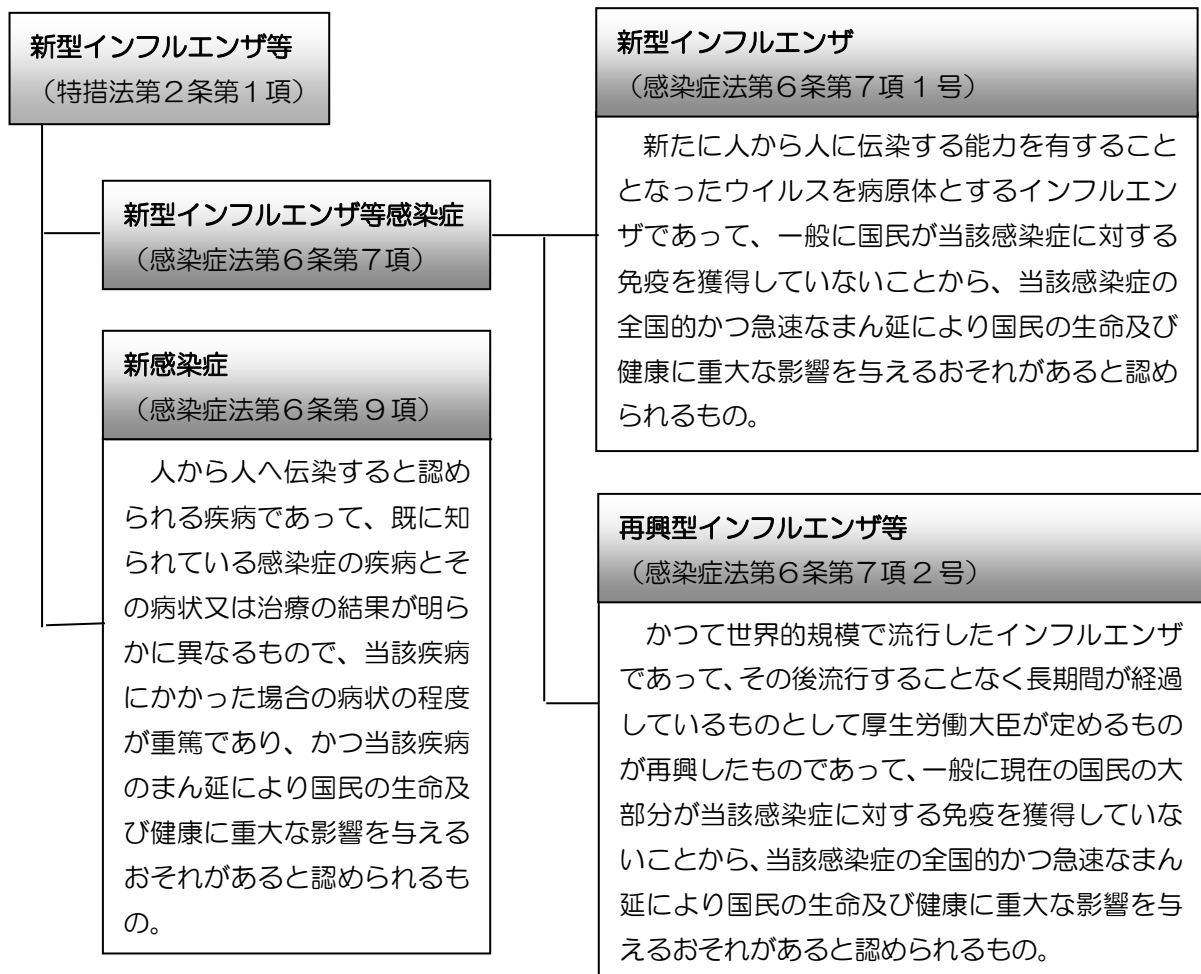 新型インフルエンザ等
（特措法第２条第１項）
新型インフルエンザ等感染症
（感染症法第６条第７項）
新感染症
（感染症法第６条第９項）
人から人へ伝染すると認め
られる疾病であって、既に知
られている感染症の疾病とそ
の病状又は治療の結果が明ら
かに異なるもので、当該疾病
にかかった場合の病状の程度
が重篤であり、かつ当該疾病
のまん延により国民の生命及
び健康に重大な影響を与える
おそれがあると認められるも
の。
新型インフルエンザ
（感染症法第６条第７項１号）
新たに人から人に伝染する能力を有すること
となったウイルスを病原体とするインフルエン
ザであって、一般に国民が当該感染症に対する
免疫を獲得していないことから、当該感染症の
全国的かつ急速なまん延により国民の生命及び
健康に重大な影響を与えるおそれがあると認め
られるもの。
再興型インフルエンザ等
（感染症法第６条第７項２号）
かつて世界的規模で流行したインフルエンザ
であって、その後流行することなく長期間が経過
しているものとして厚生労働大臣が定めるもの
が再興したものであって、一般に現在の国民の大
部分が当該感染症に対する免疫を獲得していな
いことから、当該感染症の全国的かつ急速なまん
延により国民の生命及び健康に重大な影響を与
えるおそれがあると認められるもの。